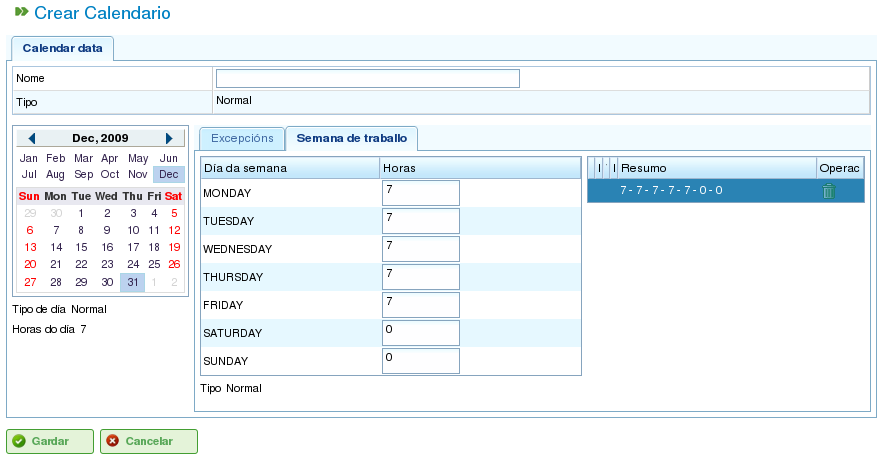 Crear Calendario
Calendar data
Nome
Tipo Normal
Dec, 2009
Jan Feb Mar Apr May Jun
Jul Aug Sep Oct Nov Dec
Sun Mon Tue Wed Thu Fri Sat
29 30 1 2 3 4 5
6 7 8 9 10 11 12
13 14 15 16 17 18 19
20 21 22 23 24 25 26
27 28 29 30 31 1 2
Tipo de día Normal
Horas do día 7
Excepcións Semana de traballo
Día da semana Horas
MONDAY 7
TUESDAY 7
WEDNESDAY 7
THURSDAY 7
FRIDAY 7
SATURDAY 0
SUNDAY 0
Tipo Normal
Resumo Operac
7 - 7 - 7 - 7 - 7 - 0 - 0
Gardar Cancelar